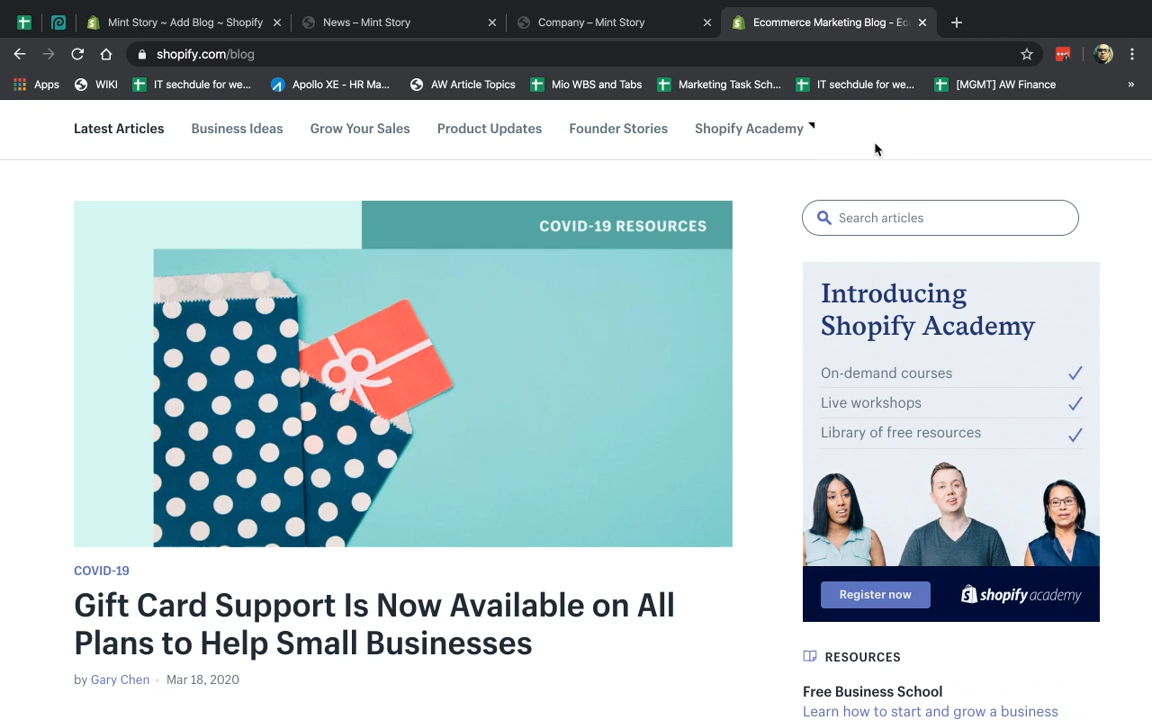 Mint Story ~ Add Blog ~ Shopify
News – Mint Story
Company – Mint Story
Ecommerce Marketing Blog - Ec
shopify.com/blog
Apps
WIKI
IT sechdule for we...
Apollo XE - HR Ma...
AW Article Topics
Mio WBS and Tabs
Marketing Task Sch...
IT sechdule for we...
[MGMT] AW Finance
»
Latest Articles
Business Ideas
Grow Your Sales
Product Updates
Founder Stories
Shopify Academy
COVID-19 RESOURCES
COVID-19
Gift Card Support Is Now Available on All
Plans to Help Small Businesses
by Gary Chen • Mar 18, 2020
Search articles
Introducing
Shopify Academy
On-demand courses
Live workshops
Library of free resources
Register now
shopify academy
RESOURCES
Free Business School
Learn how to start and grow a business